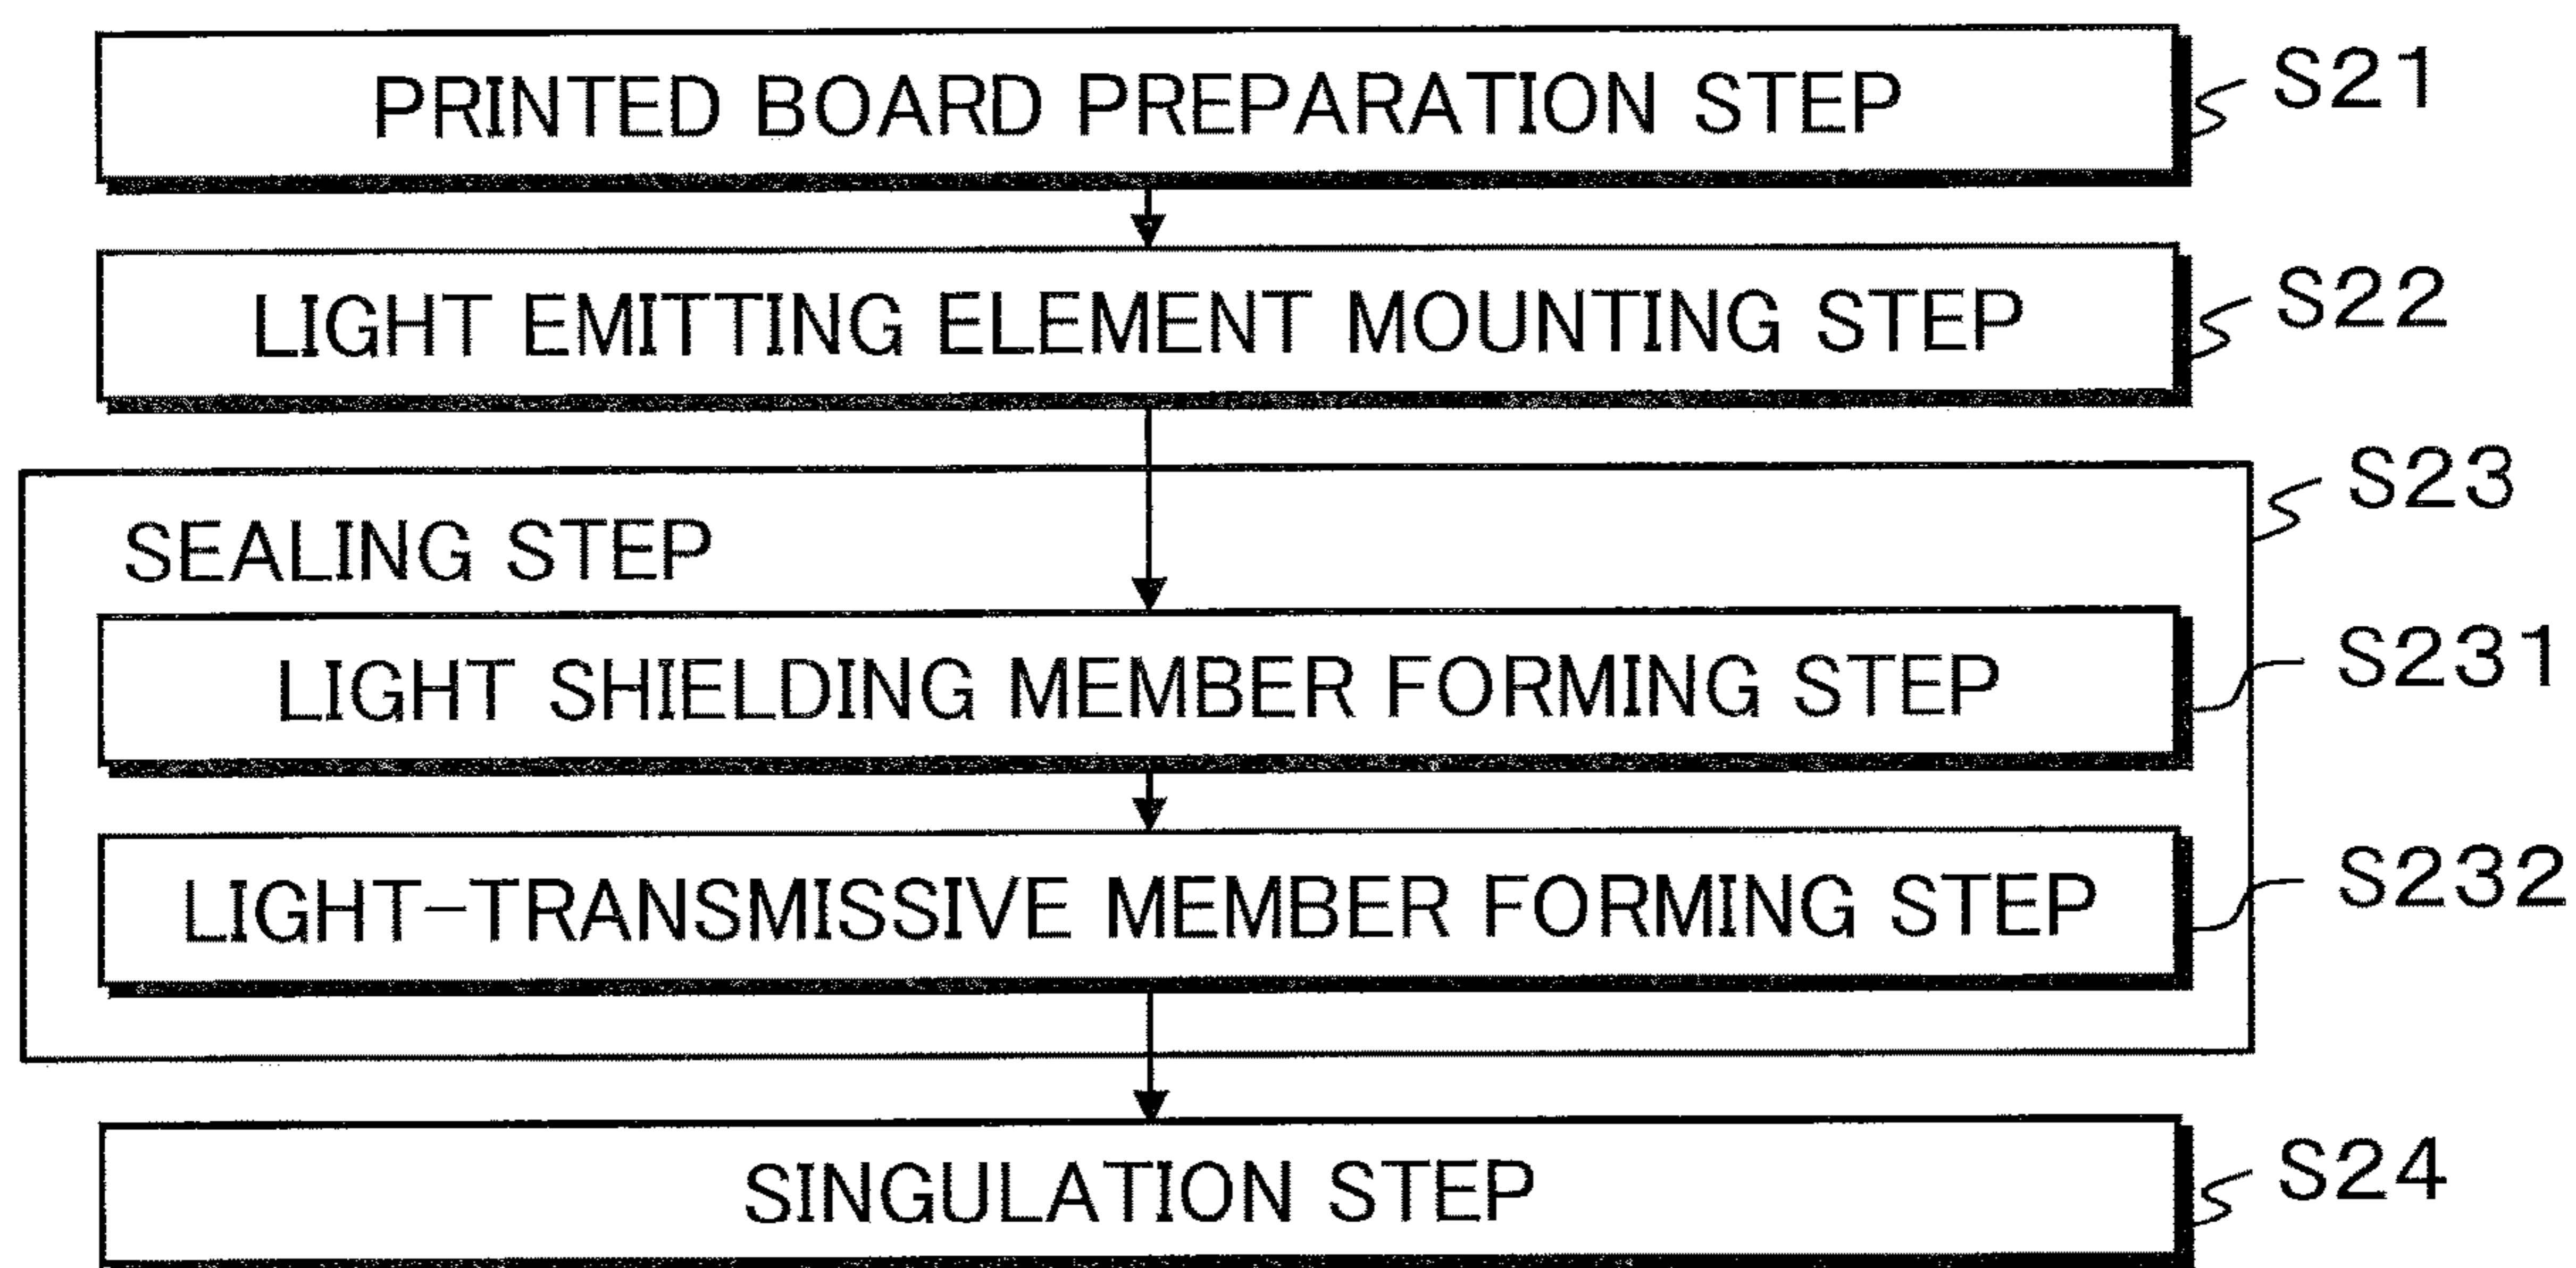 PRINTED BOARD PREPARATION STEP S21
LIGHT EMITTING ELEMENT MOUNTING STEP S22
S23
SEALING STEP
LIGHT SHIELDING MEMBER FORMING STEP S231
LIGHT-TRANSMISSIVE MEMBER FORMING STEP S232
SINGULATION STEP S24